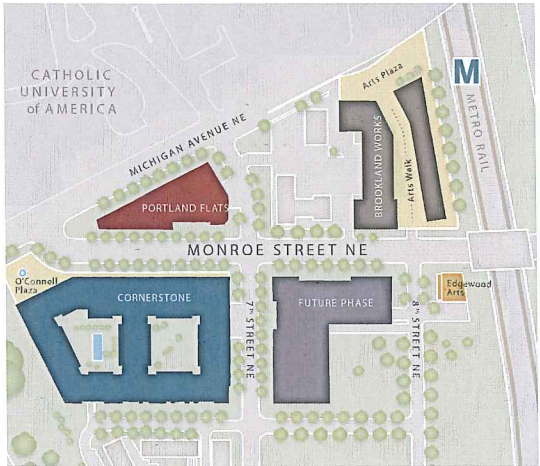 CATHOLIC
UNIVERSITY
of AMERICA
MICHIGAN AVENUE NE
Arts Plaza
M
METRO RAIL
BROOKLAND WORKS
Arts Walk
PORTLAND FLATS
MONROE STREET NE
O'Connell
Plaza
CORNERSTONE
7TH STREET NE
FUTURE PHASE
8TH STREET NE
Edgewood
Arts